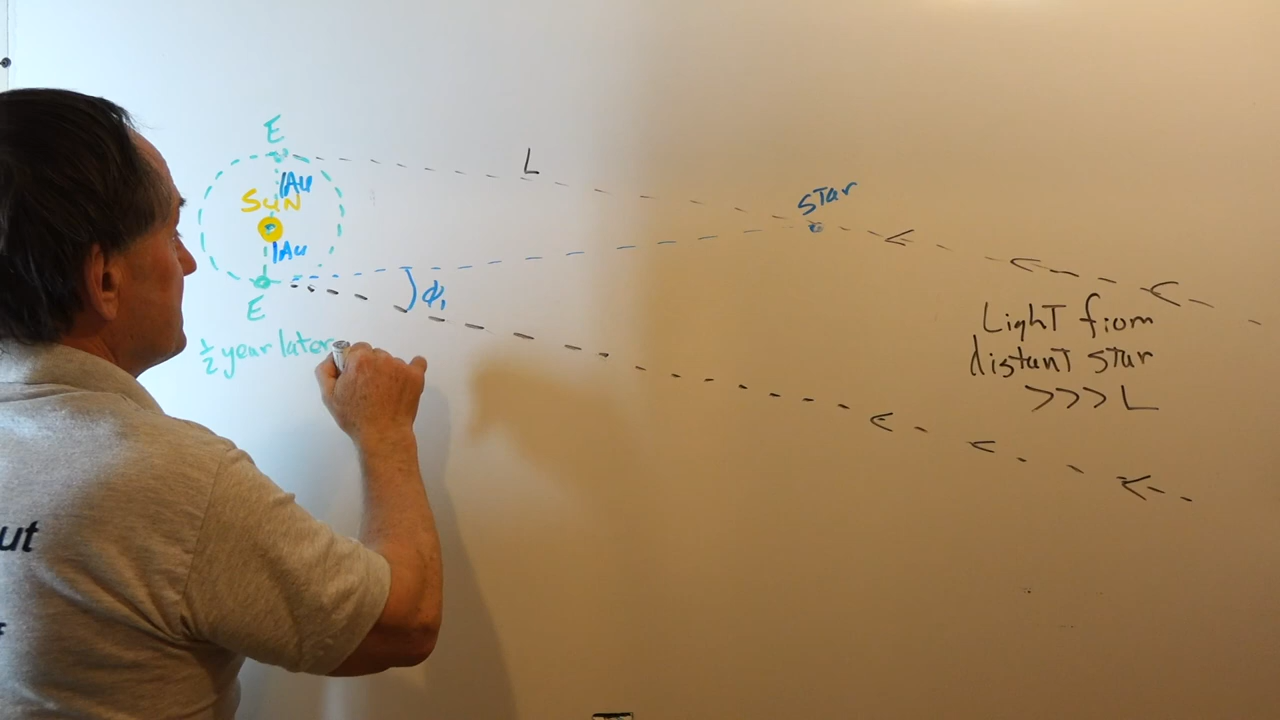 E
1Au
SUN
1Au
E
1/2 year later
L
STar
ϕ₁
LighT from
distanT star
>>> L
ut